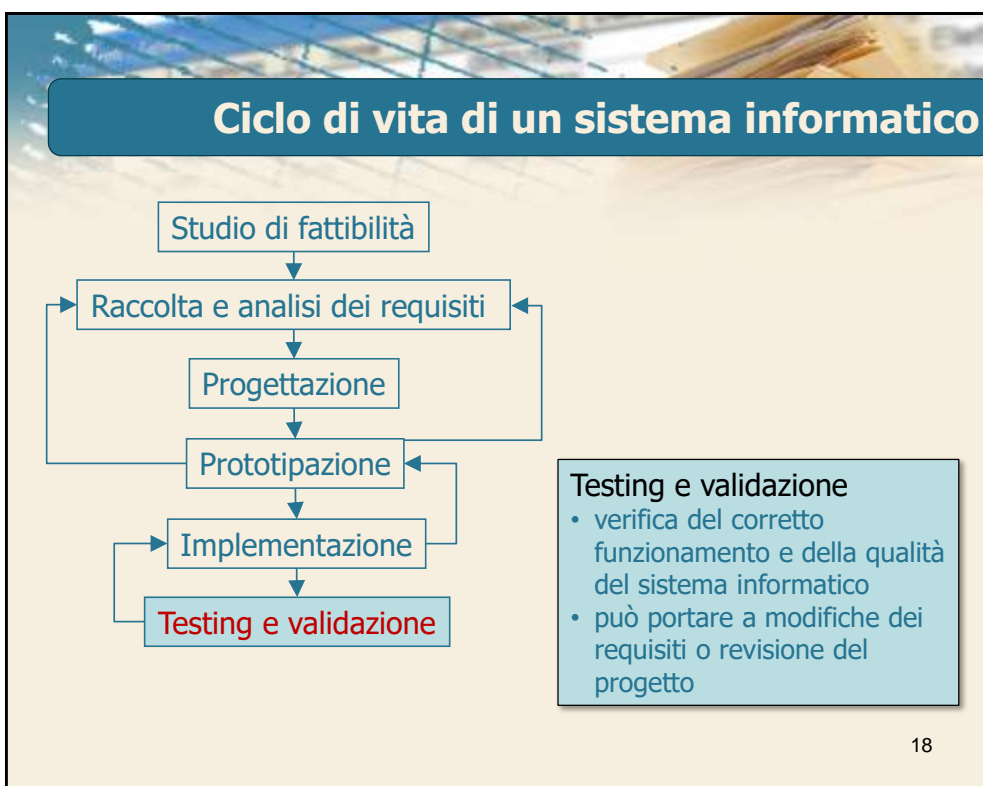 Ciclo di vita di un sistema informatico
Studio di fattibilità
Raccolta e analisi dei requisiti
Progettazione
Prototipazione
Implementazione
Testing e validazione
Testing e validazione
• verifica del corretto
funzionamento e della qualità
del sistema informatico
• può portare a modifiche dei
requisiti o revisione del
progetto
18